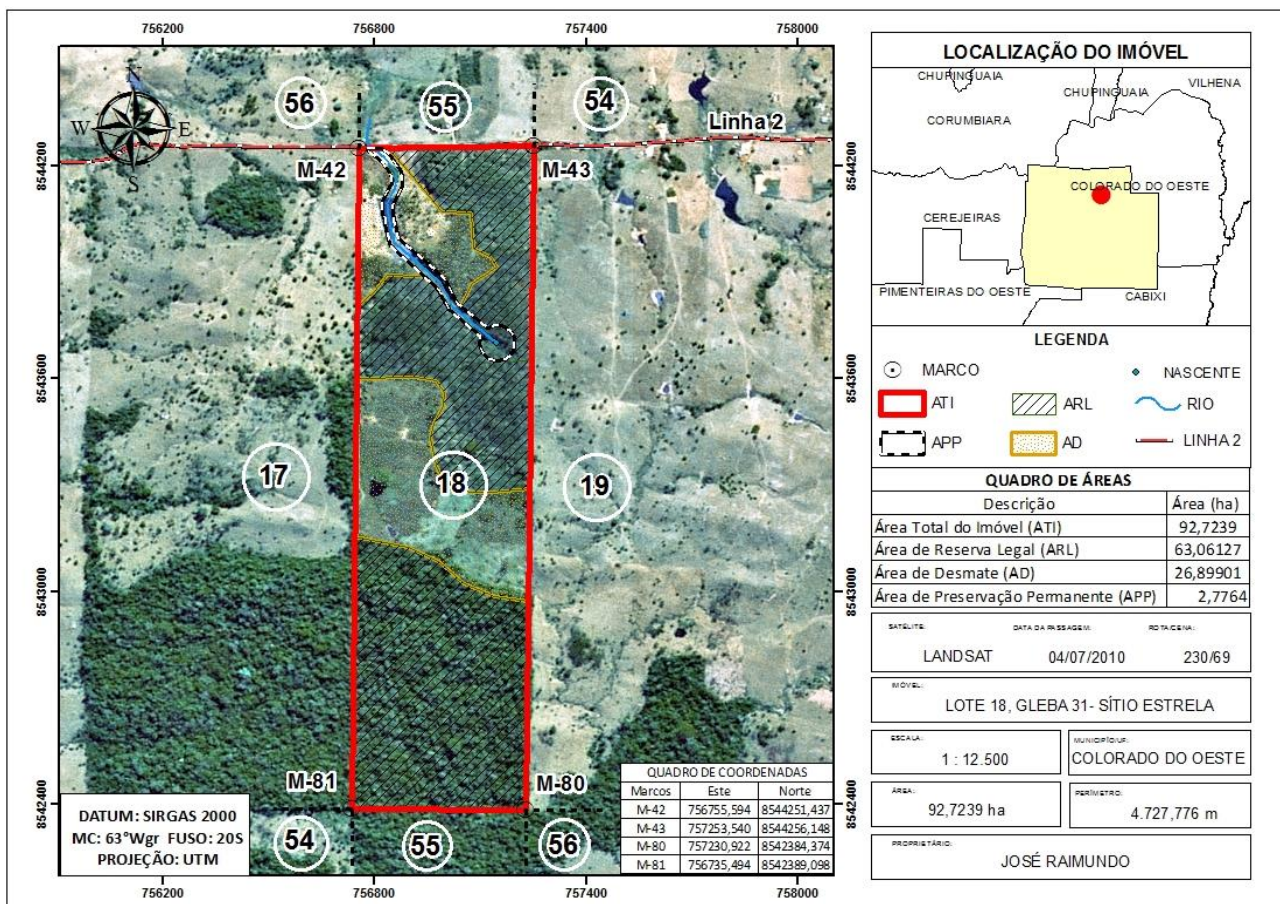 756200 756800 757400 758000
N
W E
S
56 55 54
Linha 2
M-42 M-43
8544200 8544200
8543600 8543600
17 18 19
8543000 8543000
M-81 M-80
8542400 8542400
54 55 56
DATUM: SIRGAS 2000
MC: 63°Wgr FUSO: 20S
PROJEÇÃO: UTM
QUADRO DE COORDENADAS
Marcos Este Norte
M-42 756755,594 8544251,437
M-43 757253,540 8544256,148
M-80 757230,922 8542384,374
M-81 756735,494 8542389,098
756200 756800 757400 758000
LOCALIZAÇÃO DO IMÓVEL
CHUPINGUAIA
VILHENA
CHUPINGUAIA
CORUMBIARA
COLORADO DO OESTE
CEREJEIRAS
PIMENTEIRAS DO OESTE
CABIXI
LEGENDA
MARCO NASCENTE
ATI ARL RIO
APP AD LINHA 2
QUADRO DE ÁREAS
Descrição Área (ha)
Área Total do Imóvel (ATI) 92,7239
Área de Reserva Legal (ARL) 63,06127
Área de Desmate (AD) 26,89901
Área de Preservação Permanente (APP) 2,7764
SATÉLITE: DATA DA PASSAGEM: ROTA/CENA:
LANDSAT 04/07/2010 230/69
IMÓVEL:
LOTE 18, GLEBA 31- SÍTIO ESTRELA
ESCALA: MUNICÍPIO/UF:
1 : 12.500 COLORADO DO OESTE
ÁREA: PERÍMETRO:
92,7239 ha 4.727,776 m
PROPRIETÁRIO:
JOSÉ RAIMUNDO